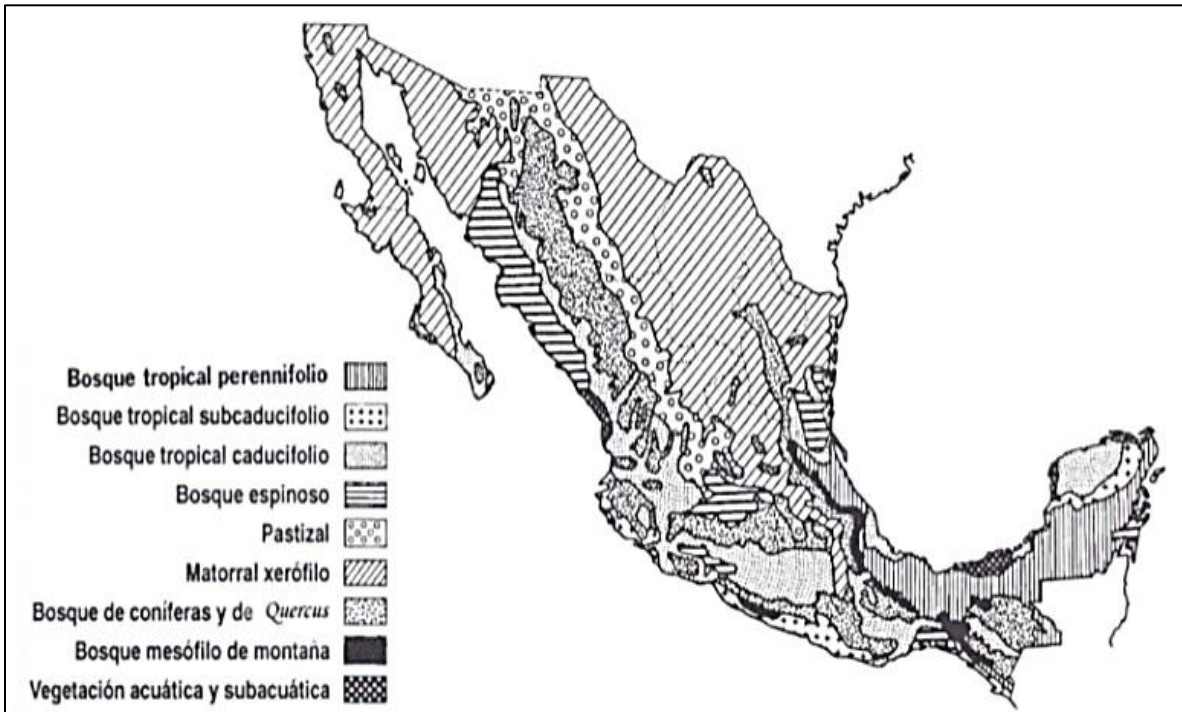 Bosque tropical perennifolio
Bosque tropical subcaducifolio
Bosque tropical caducifolio
Bosque espinoso
Pastizal
Matorral xerófilo
Bosque de coníferas y de Quercus
Bosque mesófilo de montaña
Vegetación acuática y subacuática